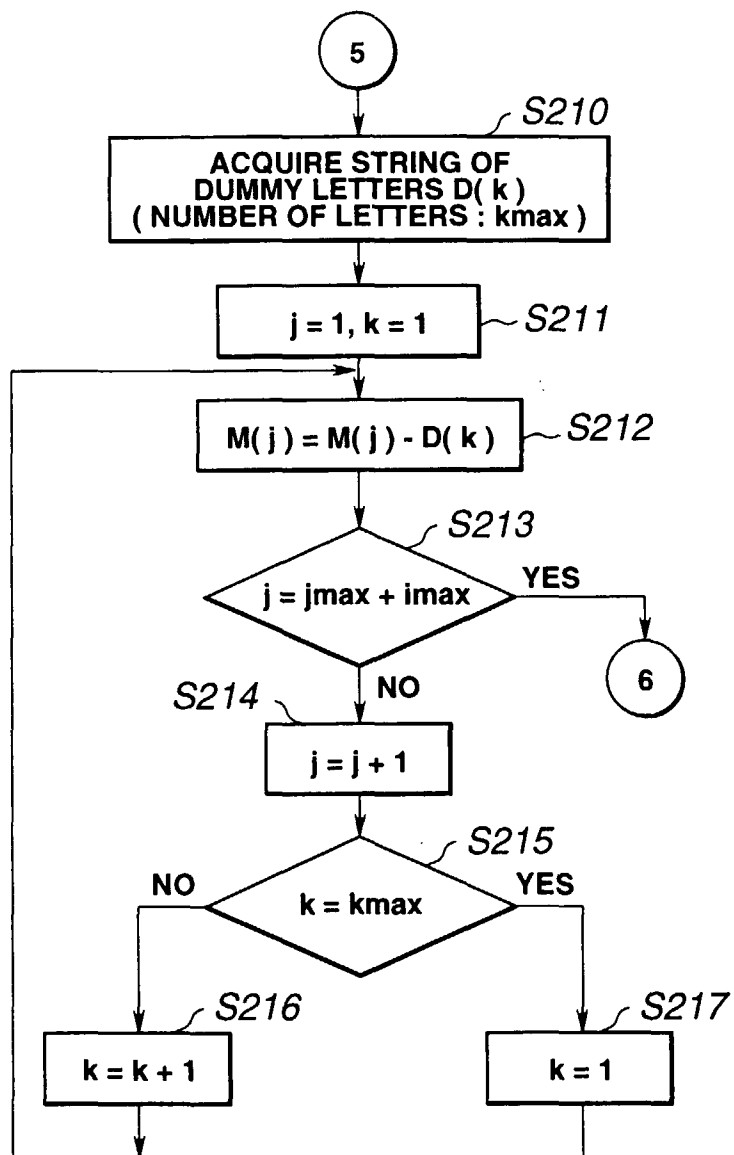 5
S210
ACQUIRE STRING OF
DUMMY LETTERS D( k )
( NUMBER OF LETTERS : kmax )
j = 1, k = 1
S211
M( j ) = M( j ) - D( k )
S212
S213
j = jmax + imax
YES
6
NO
S214
j = j + 1
S215
NO
k = kmax
YES
S216
k = k + 1
S217
k = 1